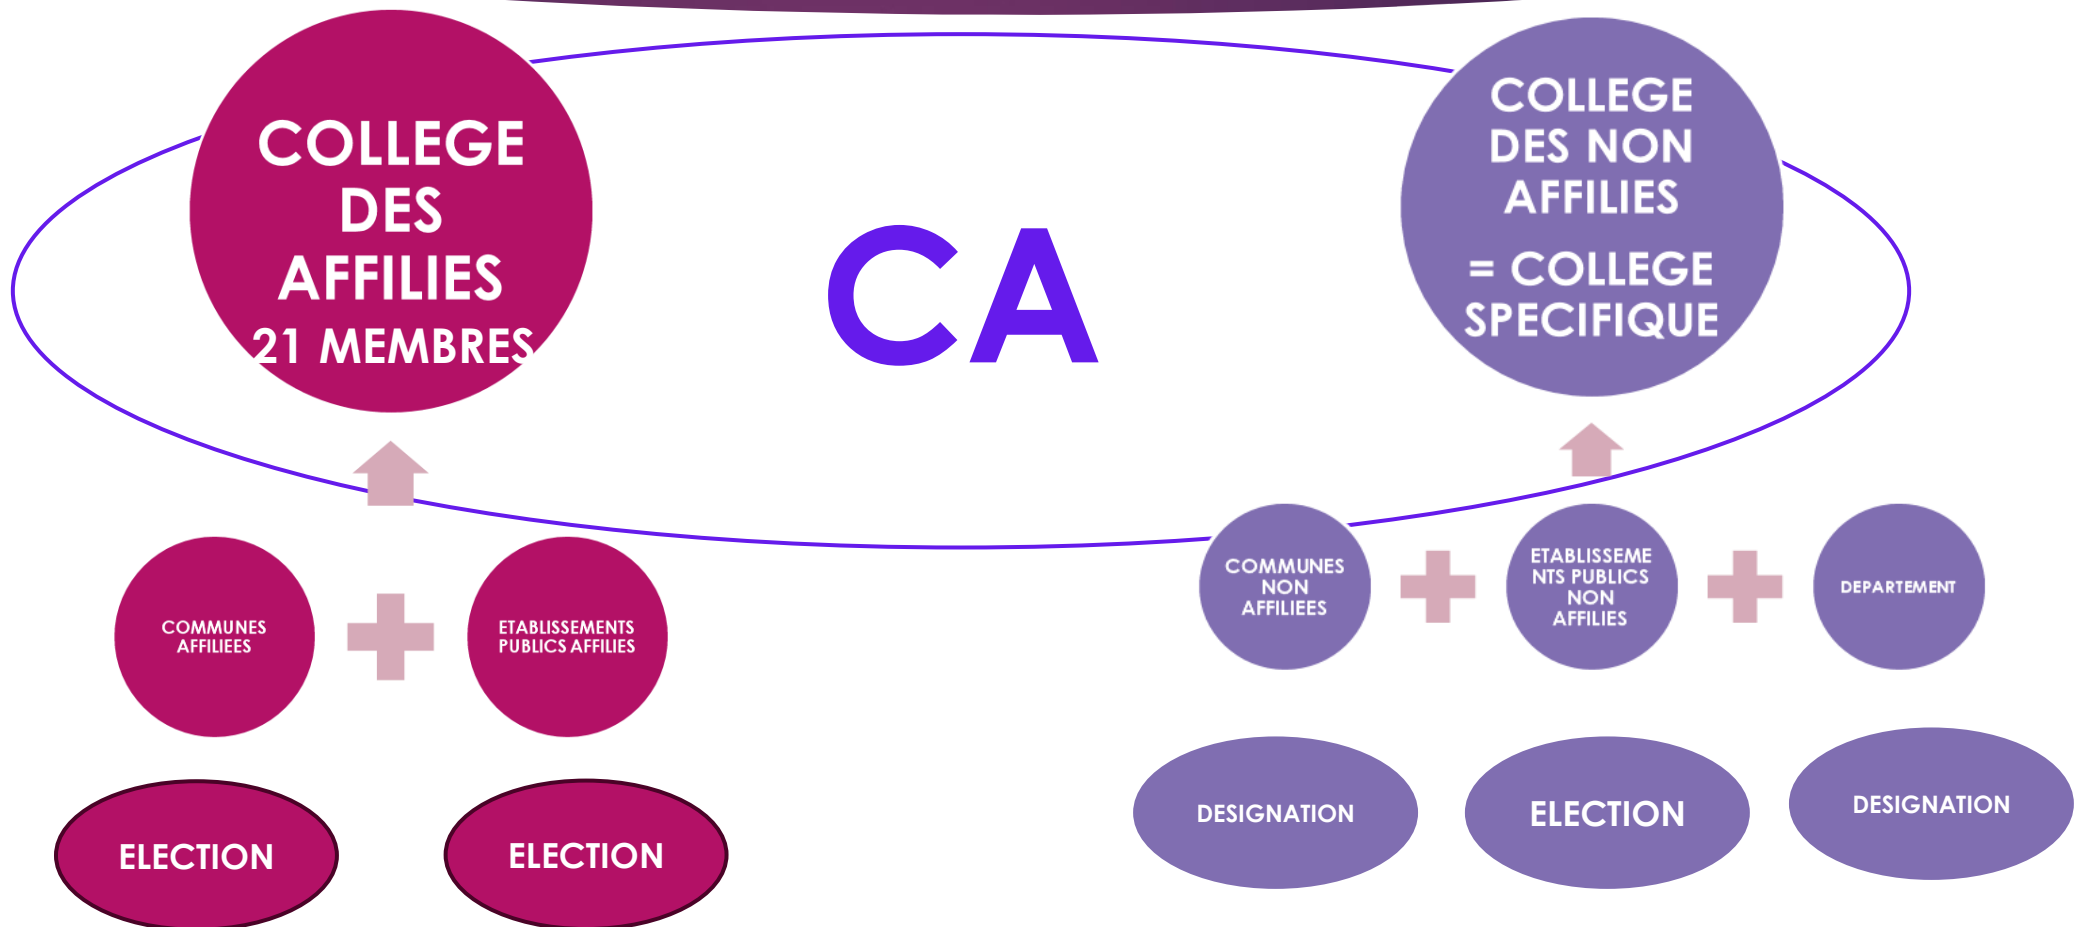 COLLEGE
DES
AFFILIES
21 MEMBRES
CA
COLLEGE
DES NON
AFFILIES
= COLLEGE
SPECIFIQUE
COMMUNES
AFFILIEES
ETABLISSEMENTS
PUBLICS AFFILIES
COMMUNES
NON
AFFILIEES
ETABLISSEME
NTS PUBLICS
NON
AFFILIES
DEPARTEMENT
ELECTION
ELECTION
DESIGNATION
ELECTION
DESIGNATION